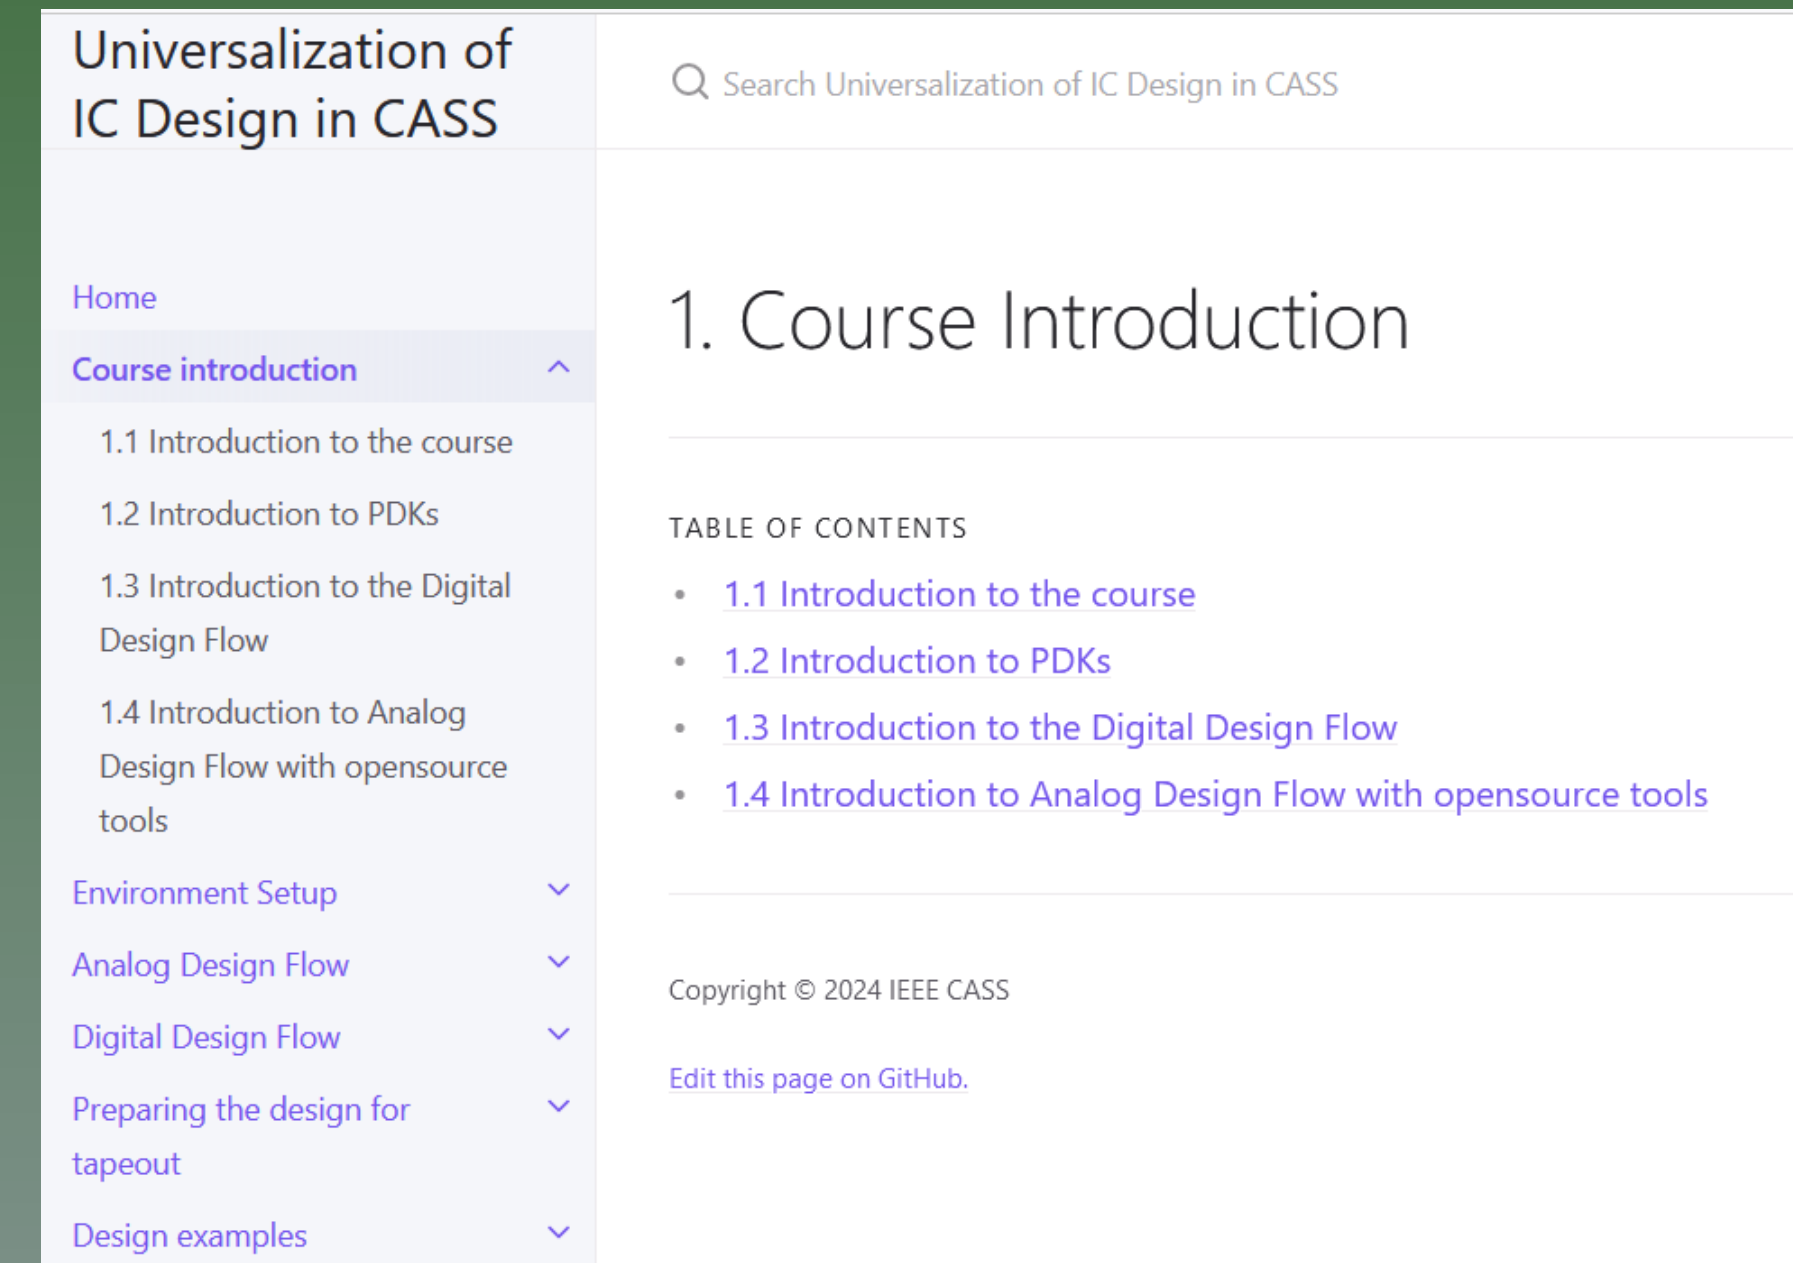 Universalization of
IC Design in CASS
Search Universalization of IC Design in CASS
Home
Course introduction
1.1 Introduction to the course
1.2 Introduction to PDKs
1.3 Introduction to the Digital
Design Flow
1.4 Introduction to Analog
Design Flow with opensource
tools
Environment Setup
Analog Design Flow
Digital Design Flow
Preparing the design for
tapeout
Design examples
1. Course Introduction
TABLE OF CONTENTS
• 1.1 Introduction to the course
• 1.2 Introduction to PDKs
• 1.3 Introduction to the Digital Design Flow
• 1.4 Introduction to Analog Design Flow with opensource tools
Copyright © 2024 IEEE CASS
Edit this page on GitHub.